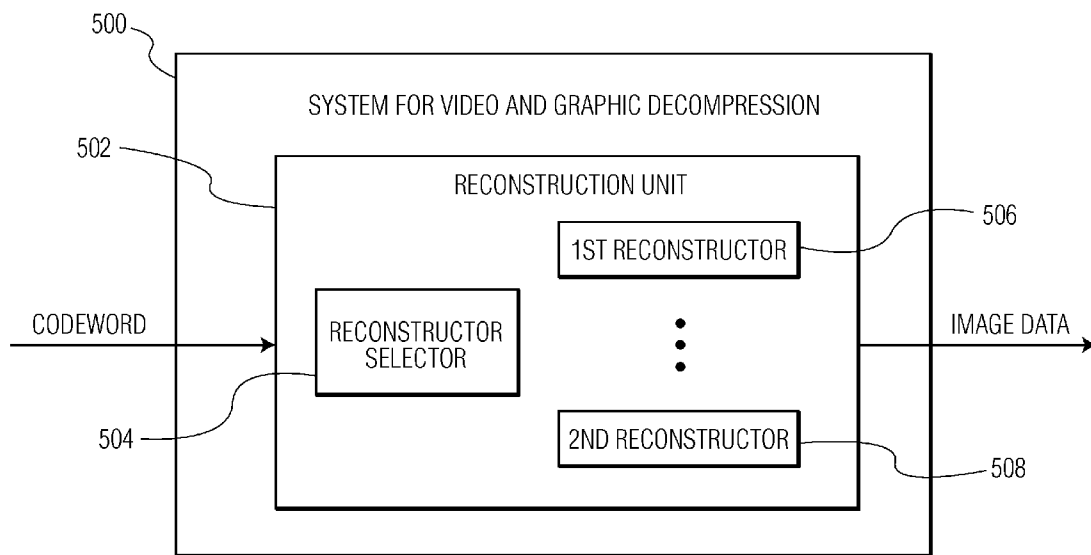 500
SYSTEM FOR VIDEO AND GRAPHIC DECOMPRESSION
502
RECONSTRUCTION UNIT
506
1ST RECONSTRUCTOR
CODEWORD
RECONSTRUCTOR
SELECTOR
IMAGE DATA
504
2ND RECONSTRUCTOR
508